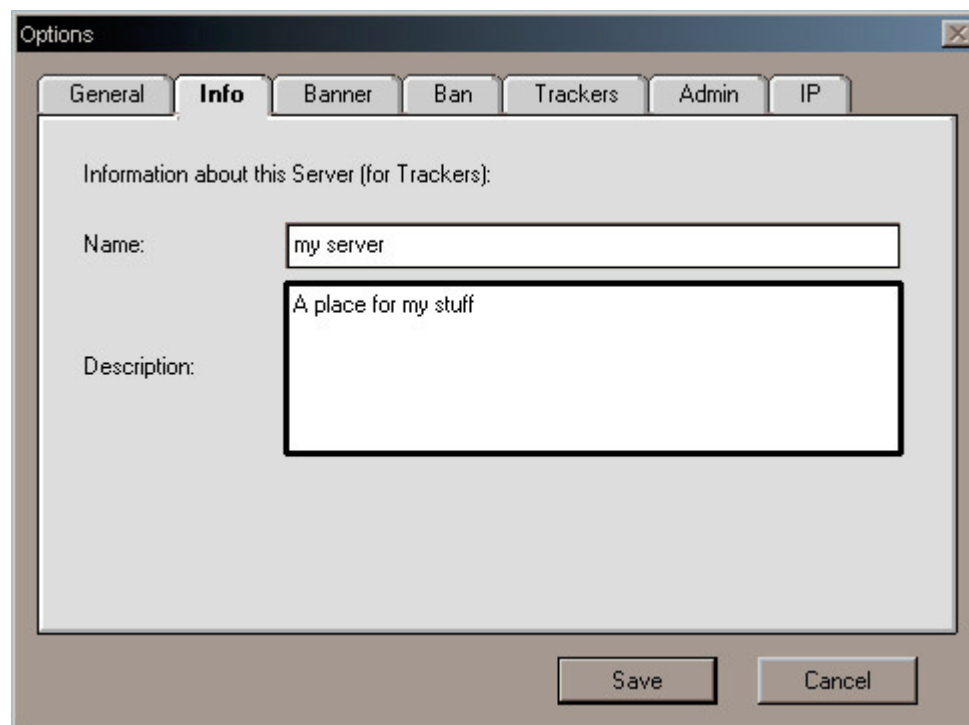 Options
General Info Banner Ban Trackers Admin IP
Information about this Server (for Trackers):
Name: my server
A place for my stuff
Description:
Save Cancel